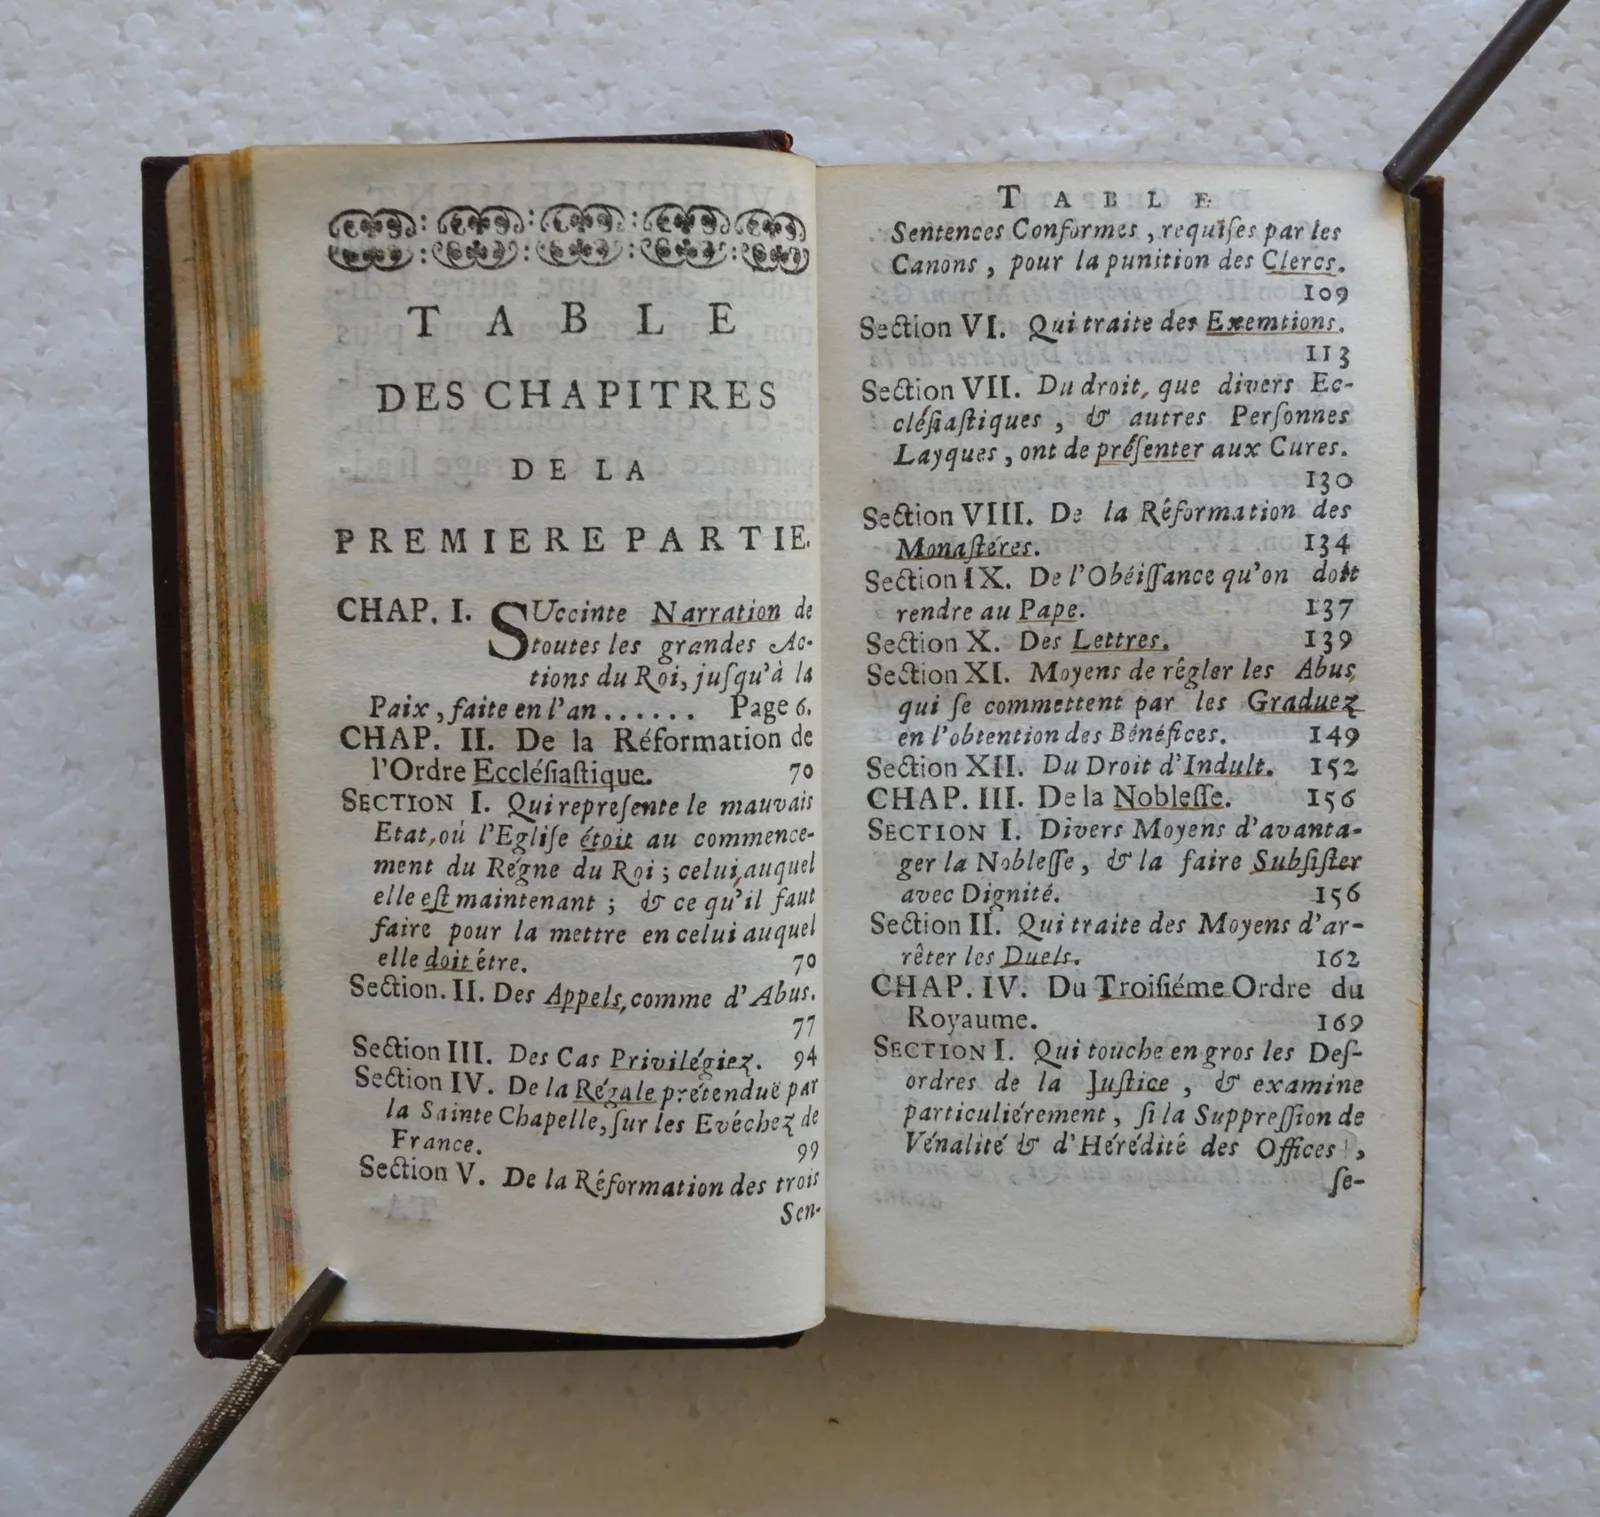 TABLE
DES CHAPITRES
DE LA
PREMIERE PARTIE.
CHAP. I. SUccinte Narration de
toutes les grandes Ac-
tions du Roi, juſqu'à la
Paix, faite en l'an ...... Page 6.
CHAP. II. De la Réformation de
l'Ordre Eccléſiaſtique. 70
SECTION I. Qui repreſente le mauvais
Etat, où l'Egliſe étoit au commence-
ment du Régne du Roi ; celui, auquel
elle eſt maintenant ; & ce qu'il faut
faire pour la mettre en celui auquel
elle doit étre. 70
Section. II. Des Appels, comme d'Abus.
77
Section III. Des Cas Privilégiez. 94
Section IV. De la Régale prétenduë par
la Sainte Chapelle, ſur les Evéchez de
France. 99
Section V. De la Réformation des trois
Sen-
TABLE
Sentences Conformes, requiſes par les
Canons, pour la punition des Clercs.
109
Section VI. Qui traite des Exemtions.
113
Section VII. Du droit, que divers Ec-
cléſiaſtiques, & autres Perſonnes
Layques, ont de préſenter aux Cures.
130
Section VIII. De la Réformation des
Monaſtéres. 134
Section IX. De l'Obéiſſance qu'on doit
rendre au Pape. 137
Section X. Des Lettres. 139
Section XI. Moyens de régler les Abus,
qui ſe commettent par les Graduez
en l'obtention des Bénéfices. 149
Section XII. Du Droit d'Indult. 152
CHAP. III. De la Nobleſſe. 156
SECTION I. Divers Moyens d'avanta-
ger la Nobleſſe, & la faire Subſiſter
avec Dignité. 156
Section II. Qui traite des Moyens d'ar-
rêter les Duels. 162
CHAP. IV. Du Troiſiéme Ordre du
Royaume. 169
SECTION I. Qui touche en gros les Deſ-
ordres de la Juſtice, & examine
particuliérement, ſi la Suppreſſion de
Vénalité & d'Hérédité des Offices,
ſe-